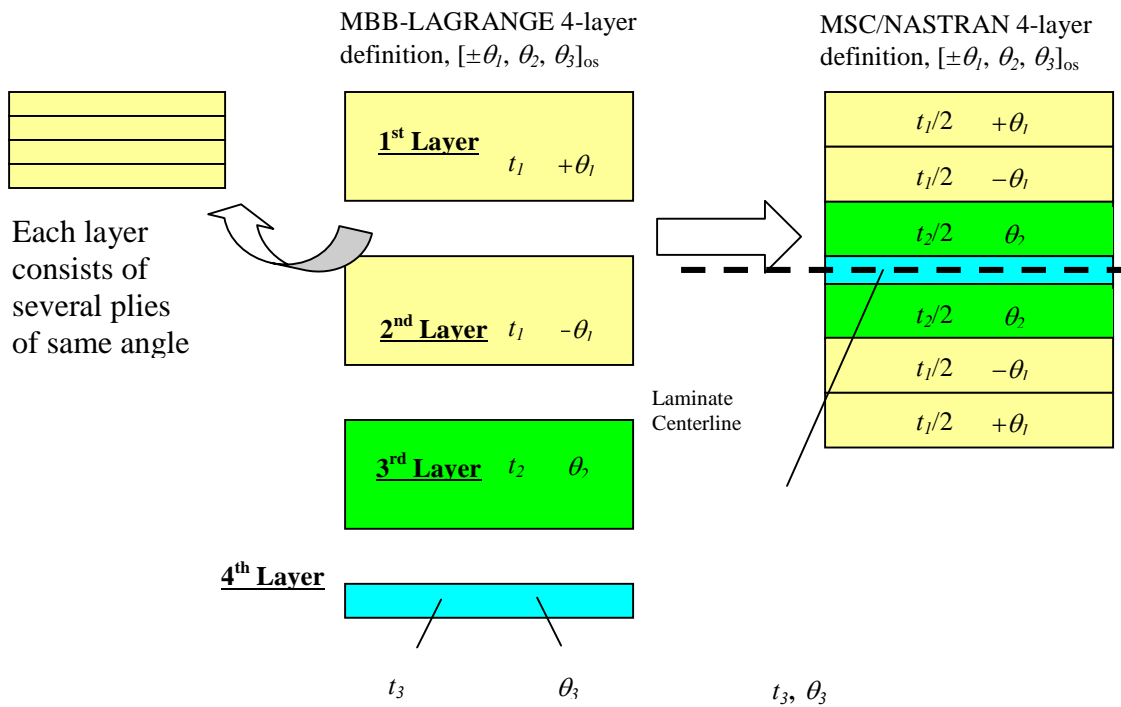 MBB-LAGRANGE 4-layer
definition, [±θ₁, θ₂, θ₃]ₒₛ
MSC/NASTRAN 4-layer
definition, [±θ₁, θ₂, θ₃]ₒₛ
Each layer
consists of
several plies
of same angle
1st Layer t₁ +θ₁
2nd Layer t₁ -θ₁
3rd Layer t₂ θ₂
4th Layer
t₃ θ₃
Laminate
Centerline
t₁/2 +θ₁
t₁/2 −θ₁
t₂/2 θ₂
t₂/2 θ₂
t₁/2 −θ₁
t₁/2 +θ₁
t₃, θ₃